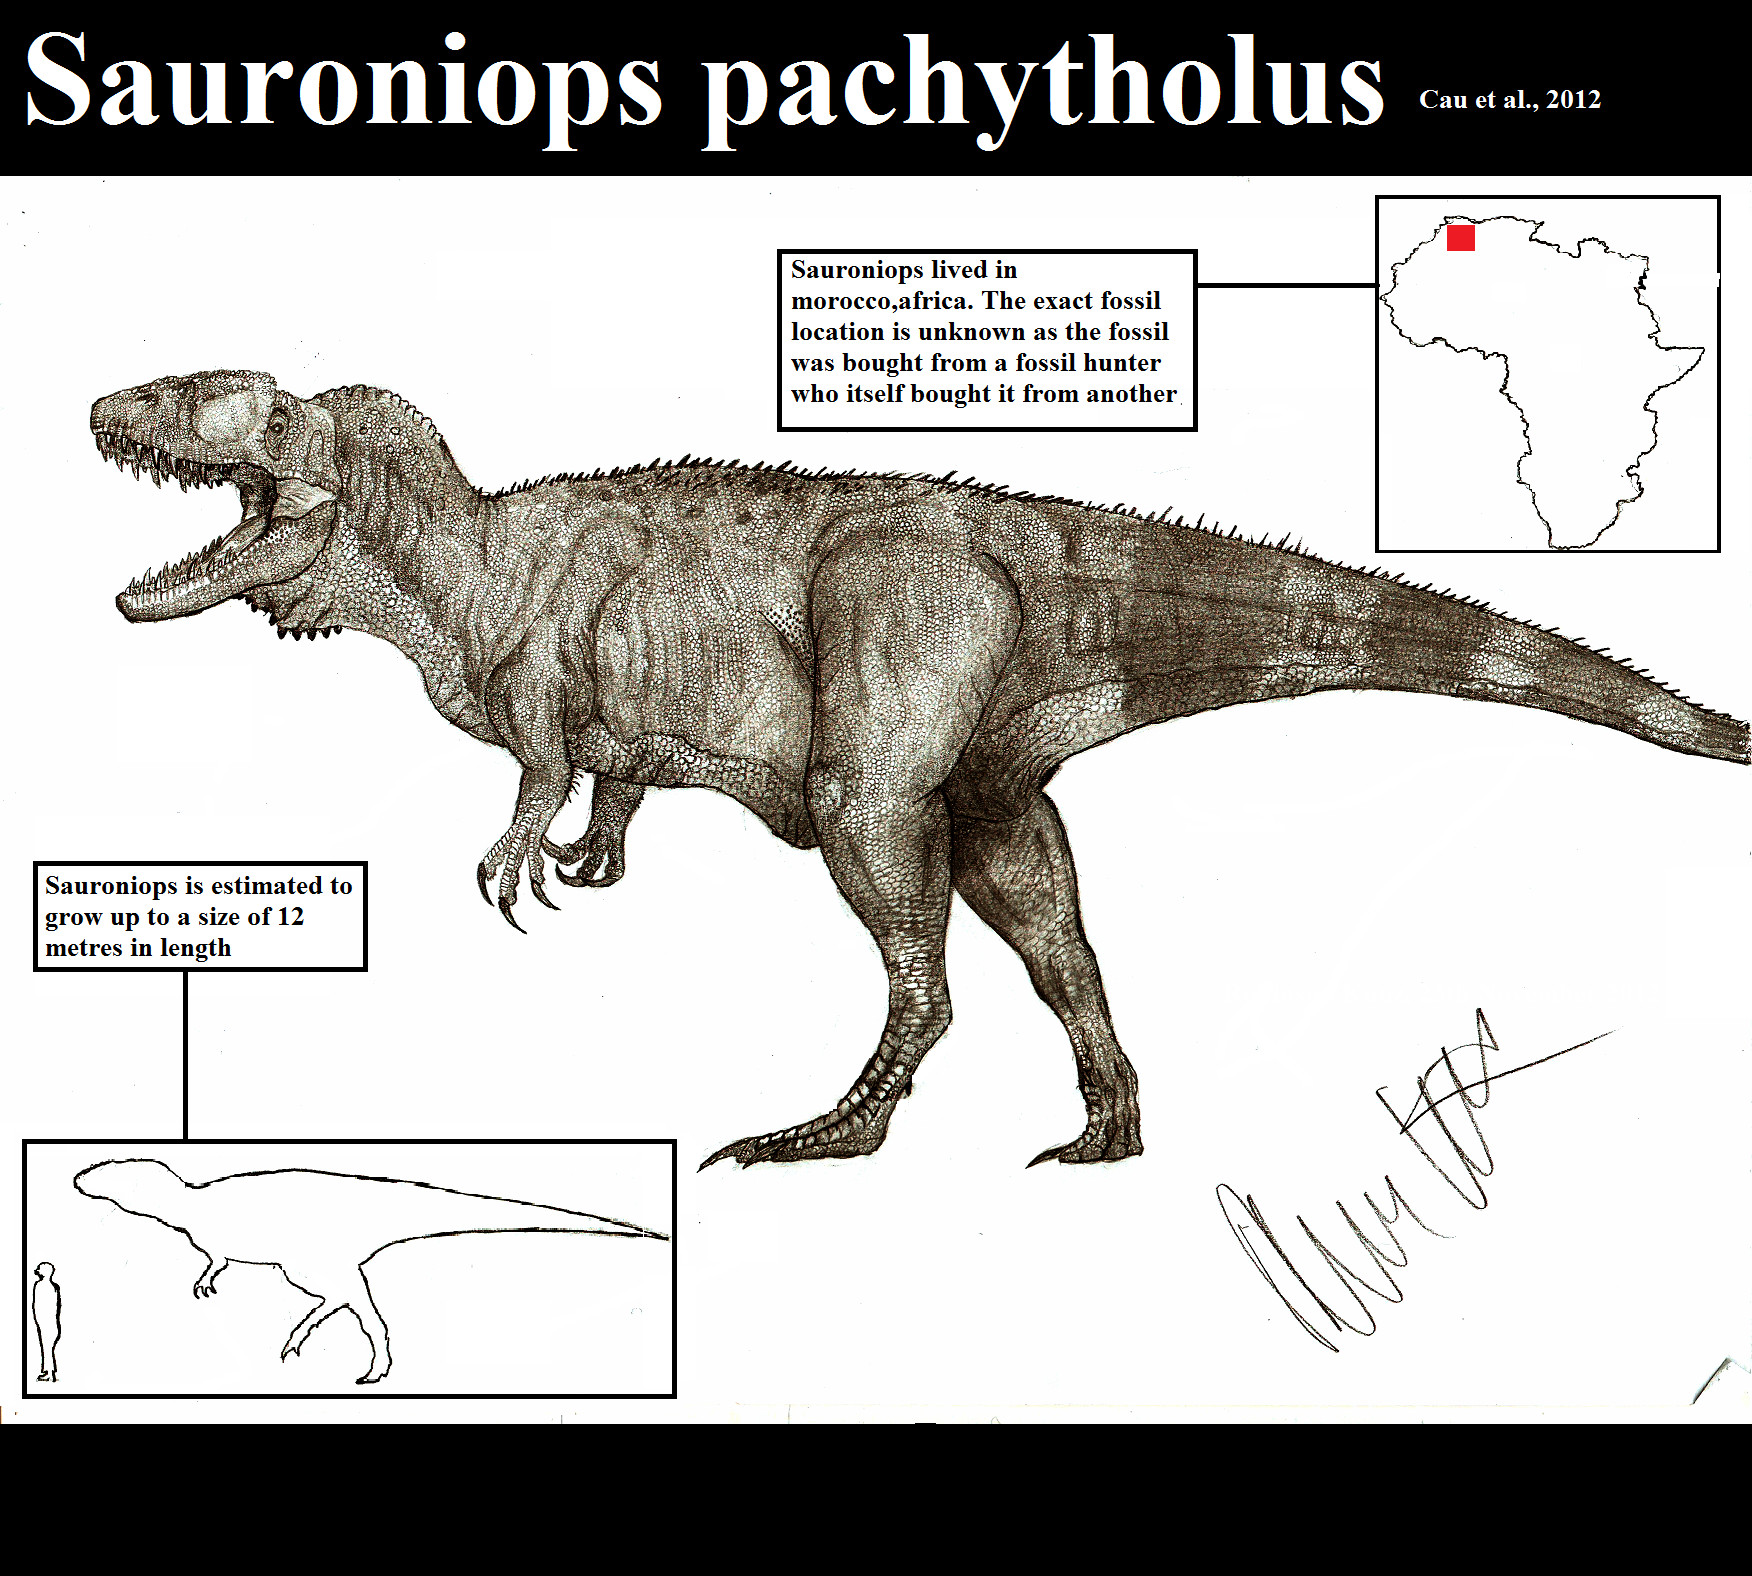 Sauroniops pachytholus Cau et al., 2012
Sauroniops lived in
morocco,africa. The exact fossil
location is unknown as the fossil
was bought from a fossil hunter
who itself bought it from another
Sauroniops is estimated to
grow up to a size of 12
metres in length